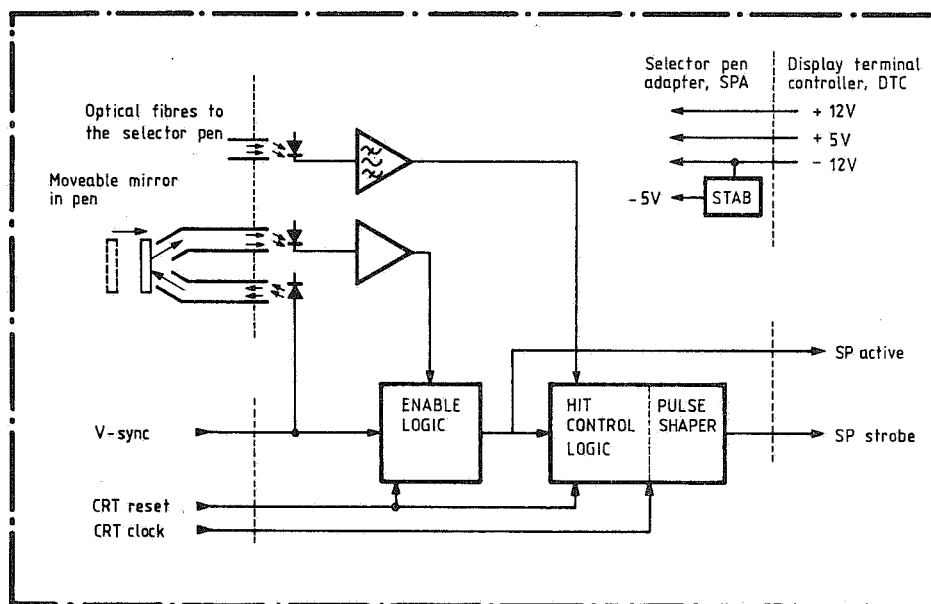 Selector pen
adapter, SPA
Display terminal
controller, DTC
+ 12V
+ 5V
- 12V
- 5V
STAB
Optical fibres to
the selector pen
Moveable mirror
in pen
SP active
ENABLE
LOGIC
HIT
CONTROL
LOGIC
PULSE
SHAPER
V-sync
SP strobe
CRT reset
CRT clock